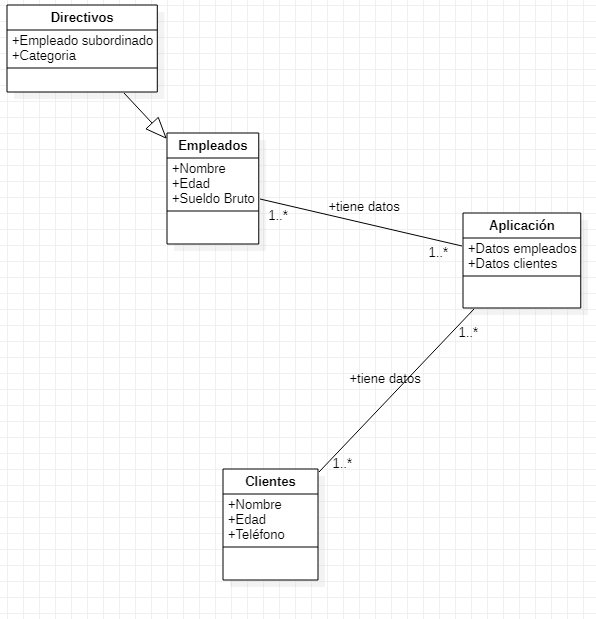 Directivos
+Empleado subordinado
+Categoria
Empleados
+Nombre
+Edad
+Sueldo Bruto
1..*
+tiene datos
1..*
Aplicación
+Datos empleados
+Datos clientes
1..*
+tiene datos
1..*
Clientes
+Nombre
+Edad
+Teléfono